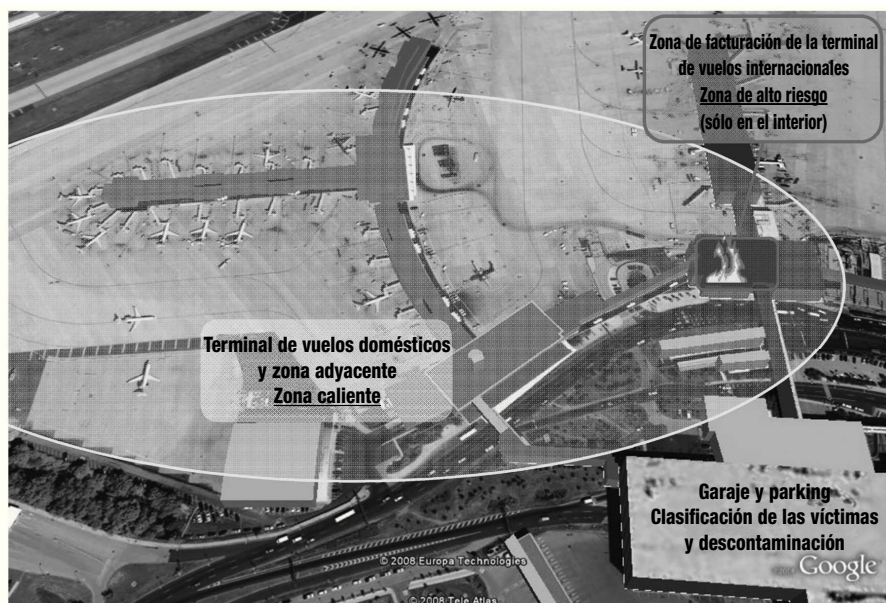 Zona de facturación de la terminal
de vuelos internacionales
Zona de alto riesgo
(sólo en el interior)
Terminal de vuelos domésticos
y zona adyacente
Zona caliente
Garaje y parking
Clasificación de las víctimas
y descontaminación
Google
© 2008 Europa Technologies
© 2008 Tele Atlas